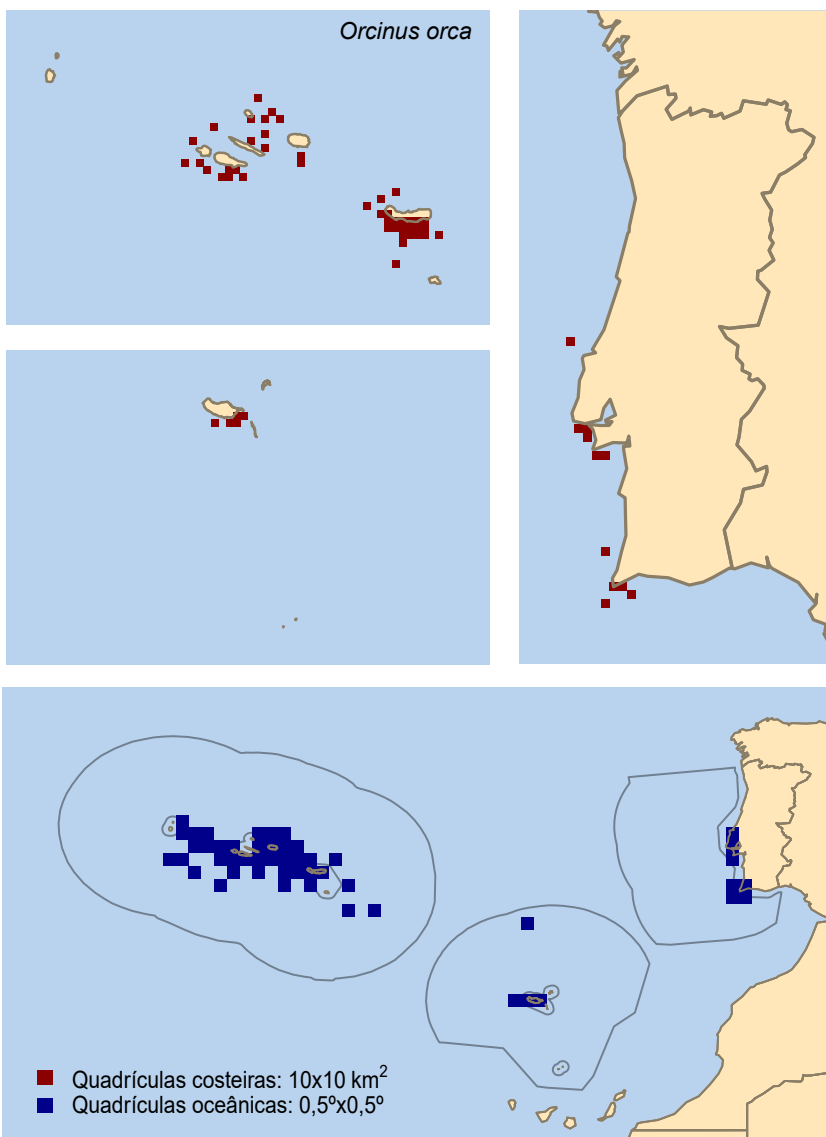 Orcinus orca
Quadrículas costeiras: 10x10 km²
Quadrículas oceânicas: 0,5ºx0,5º